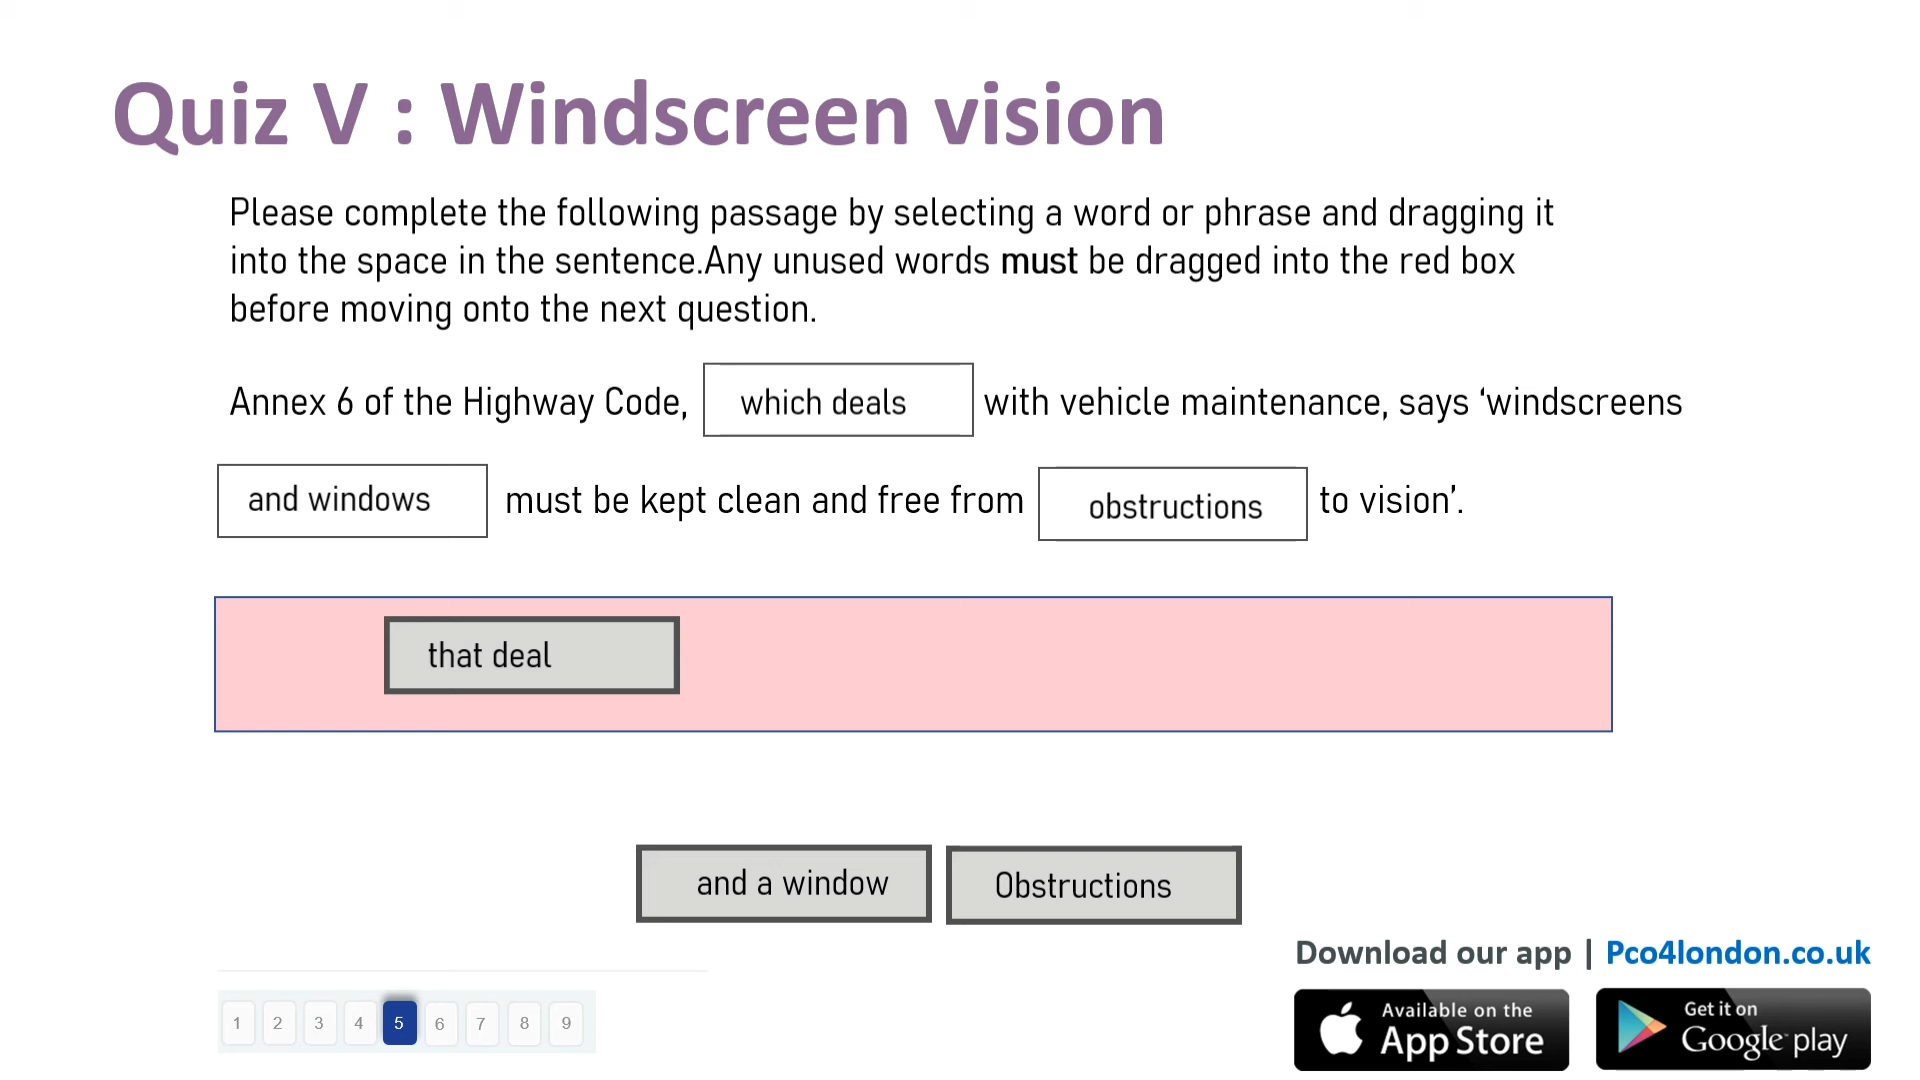 Quiz V : Windscreen vision
Please complete the following passage by selecting a word or phrase and dragging it
into the space in the sentence.Any unused words must be dragged into the red box
before moving onto the next question.
Annex 6 of the Highway Code, which deals with vehicle maintenance, says ‘windscreens
and windows must be kept clean and free from obstructions to vision’.
that deal
and a window Obstructions
Download our app | Pco4london.co.uk
1 2 3 4 5 6 7 8 9
Available on the App Store
Get it on Google play